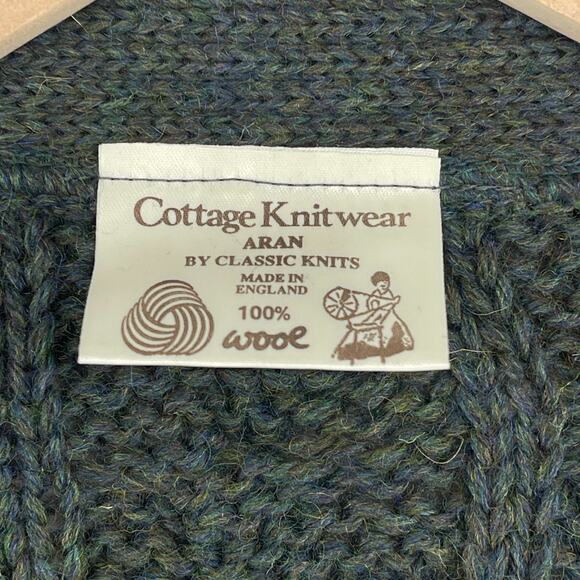 Cottage Knitwear
ARAN
BY CLASSIC KNITS
MADE IN
ENGLAND
100%
wool